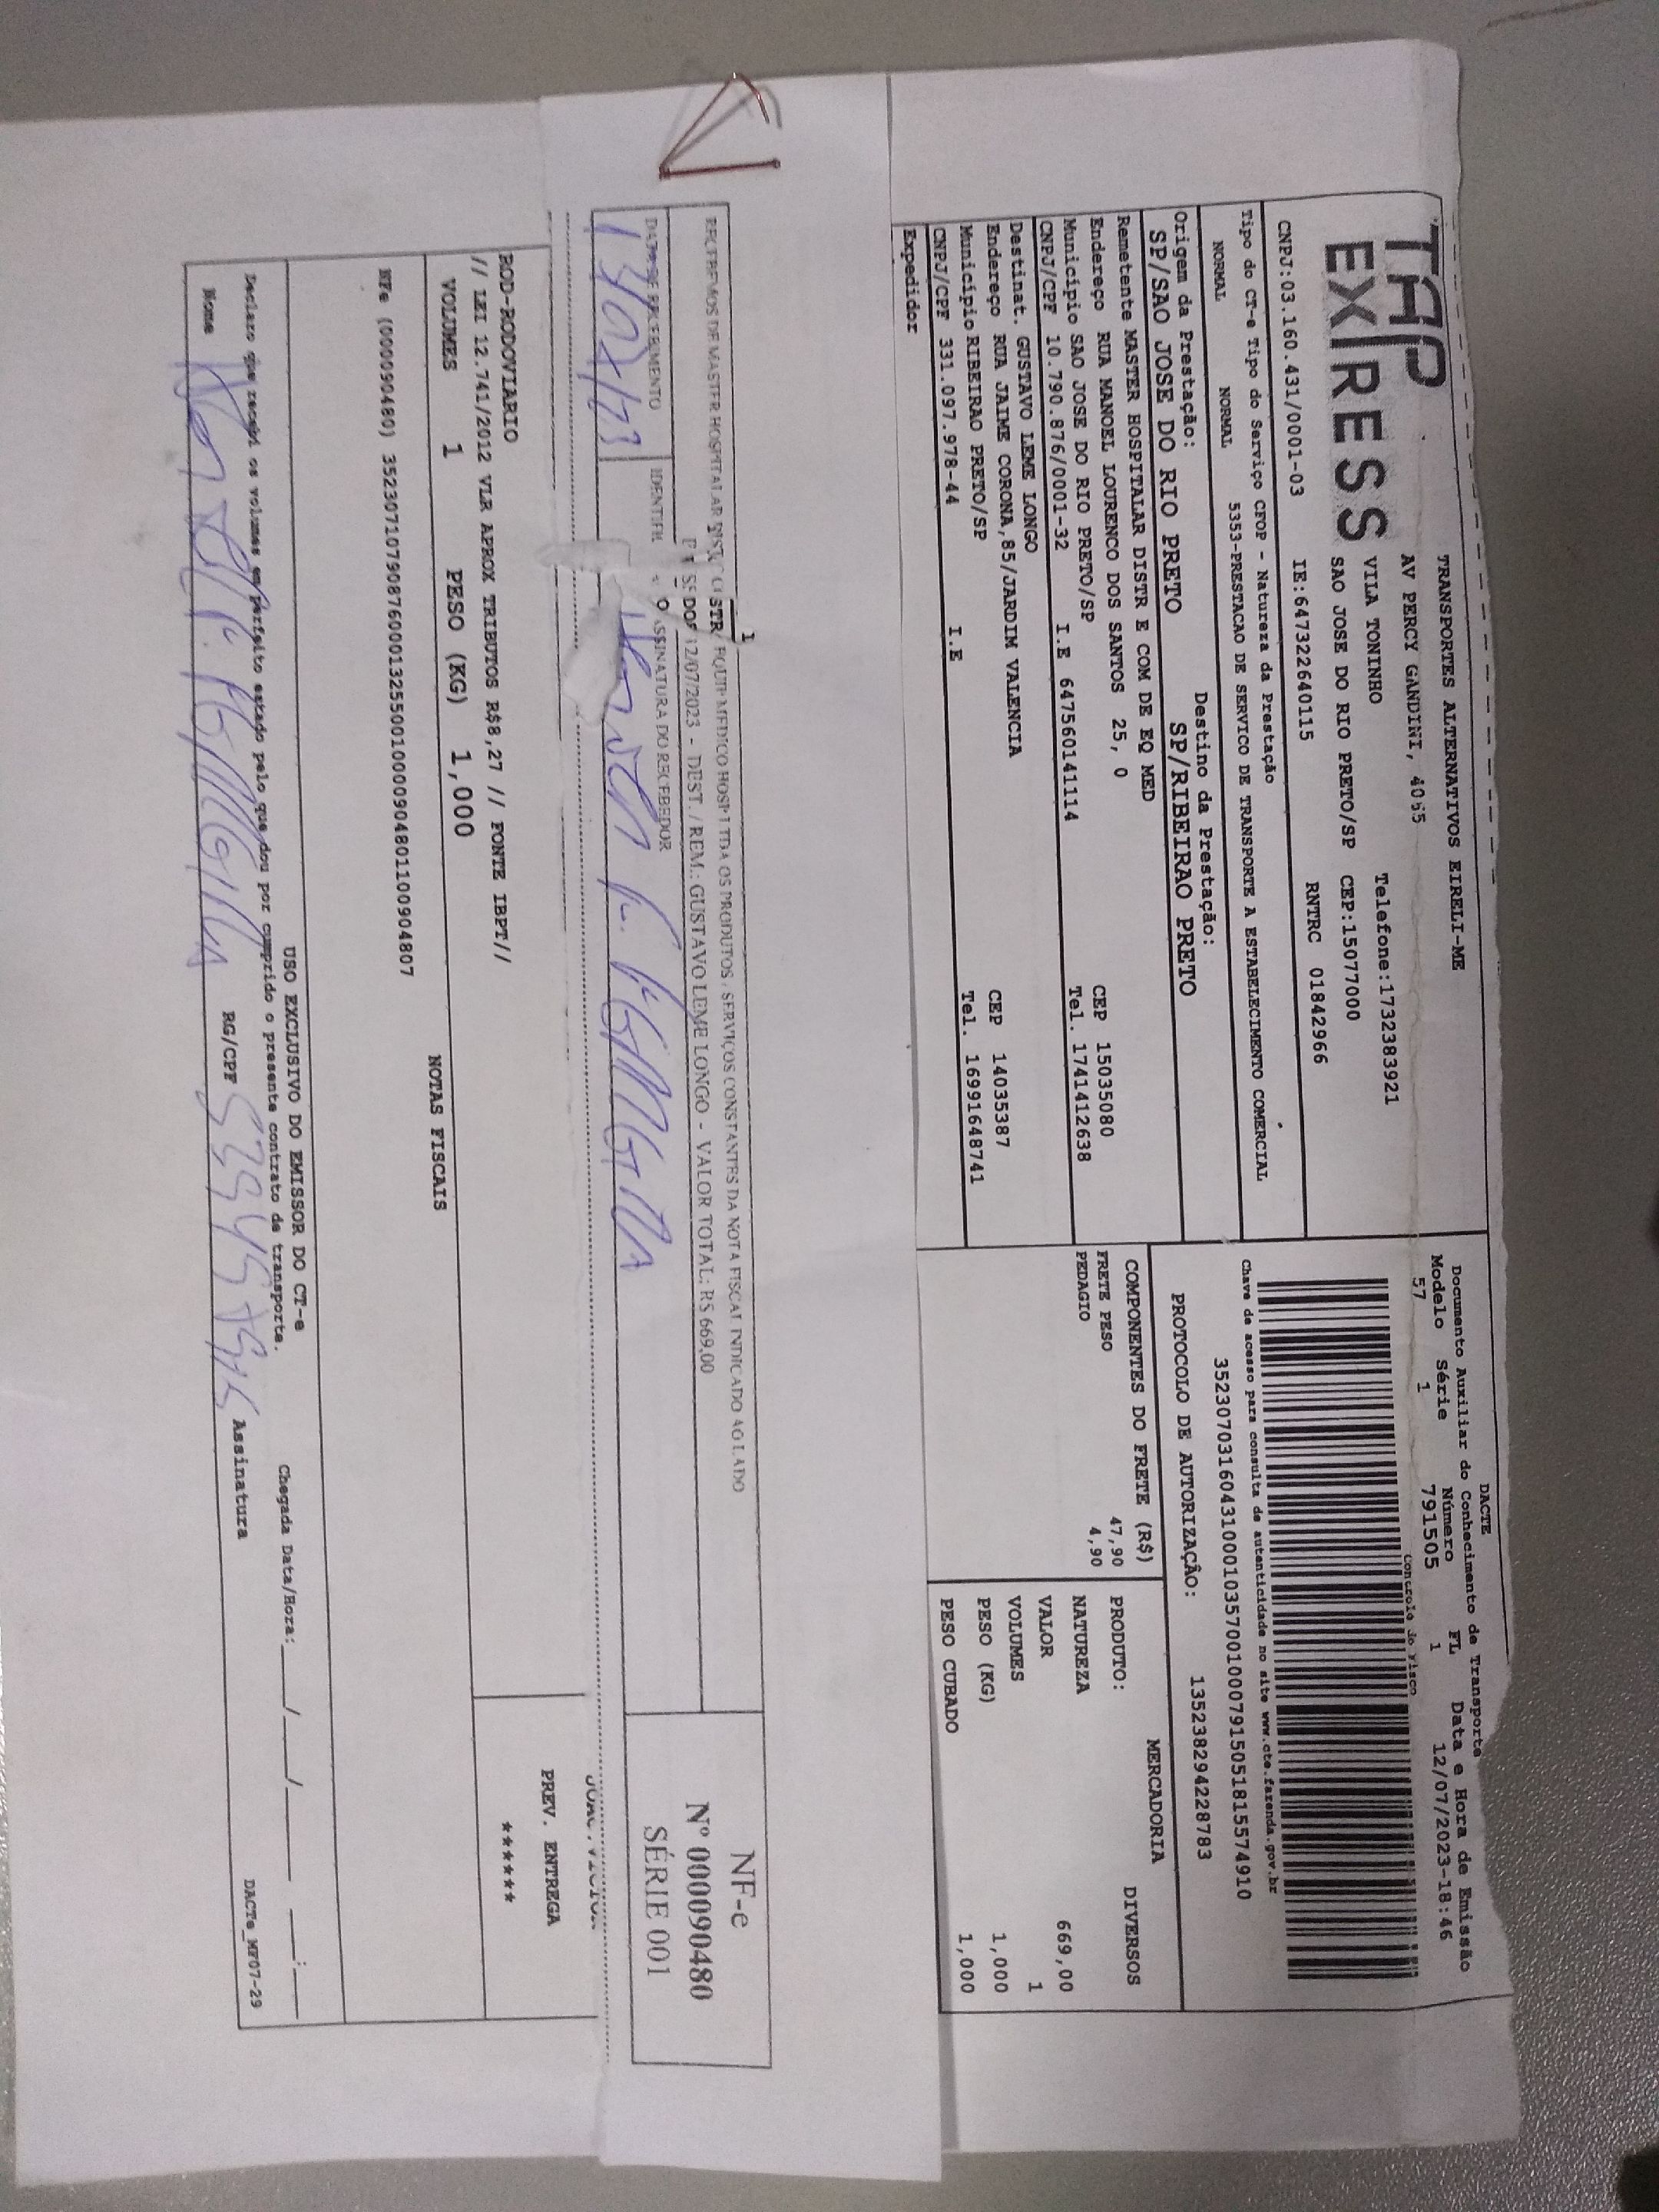 TAP
EXPRESS
TRANSPORTES ALTERNATIVOS EIRELI-ME
AV PERCY GANDINI, 4065
VILA TONINHO Telefone:1732383921
SAO JOSE DO RIO PRETO/SP CEP:15077000
CNPJ:03.160.431/0001-03 IE:647322640115 RNTRC 01842966
Tipo do CT-e Tipo do Serviço CFOP - Natureza da Prestação
NORMAL NORMAL 5353-PRESTACAO DE SERVICO DE TRANSPORTE A ESTABELECIMENTO COMERCIAL
Origem da Prestação: Destino da Prestação:
SP/SAO JOSE DO RIO PRETO SP/RIBEIRAO PRETO
Remetente MASTER HOSPITALAR DISTR E COM DE EQ MED
Endereço RUA MANOEL LOURENCO DOS SANTOS 25, 0 CEP 15035080
Município SAO JOSE DO RIO PRETO/SP Tel. 1741412638
CNPJ/CPF 10.790.876/0001-32 I.E 647560141114
Destinat. GUSTAVO LEME LONGO
Endereço RUA JAIME CORONA,85/JARDIM VALENCIA CEP 14035387
Município RIBEIRAO PRETO/SP Tel. 16991648741
CNPJ/CPF 331.097.978-44 I.E
Expedidor
DACTE
Documento Auxiliar do Conhecimento de Transporte
Modelo Série Número FL Data e Hora de Emissão
57 1 791505 1 12/07/2023-18:46
Controle do Fisco
Chave de acesso para consulta de autenticidade no site www.cte.fazenda.gov.br
35230703160431000103570010007915051815574910
PROTOCOLO DE AUTORIZAÇÃO: 135238294228783
COMPONENTES DO FRETE (R$)
FRETE PESO 47,90
PEDAGIO 4,90
MERCADORIA
PRODUTO: DIVERSOS
NATUREZA
VALOR 669,00
VOLUMES 1
PESO (KG) 1,000
PESO CUBADO 1,000
1
RECEBEMOS DE MASTER HOSPITALAR EQUIP MEDICO HOSP LTDA OS PRODUTOS / SERVIÇOS CONSTANTES DA NOTA FISCAL INDICADO AO LADO
12/07/2023 - DEST. / REM.: GUSTAVO LEME LONGO - VALOR TOTAL: R$ 669,00
DATA DE RECEBIMENTO ASSINATURA DO RECEBEDOR
NF-e
Nº 000090480
SÉRIE 001
ROD-RODOVIARIO
// LEI 12.741/2012 VLR APROX TRIBUTOS R$8,27 // FONTE IBPT//
PREV. ENTREGA
*******
VOLUMES 1 PESO (KG) 1,000
NOTAS FISCAIS
NFe (000090480) 35230710790876000132550010000904801100904807
USO EXCLUSIVO DO EMISSOR DO CT-e
Declaro que recebi os volumes em perfeito estado pelo que dou por cumprido o presente contrato de transporte.
Chegada Data/Hora:___/___/___ __:__
Nome RG/CPF Assinatura
DACTe_MF07-29